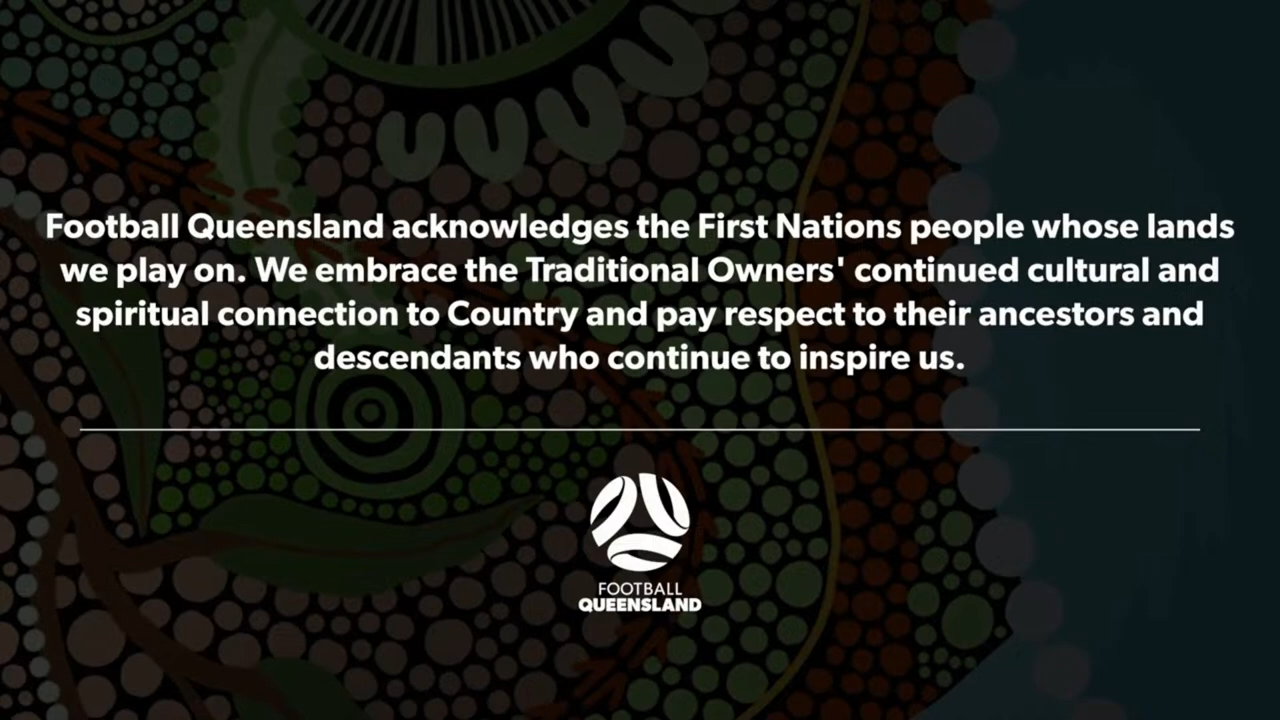 Football Queensland acknowledges the First Nations people whose lands
we play on. We embrace the Traditional Owners' continued cultural and
spiritual connection to Country and pay respect to their ancestors and
descendants who continue to inspire us.
FOOTBALL
QUEENSLAND